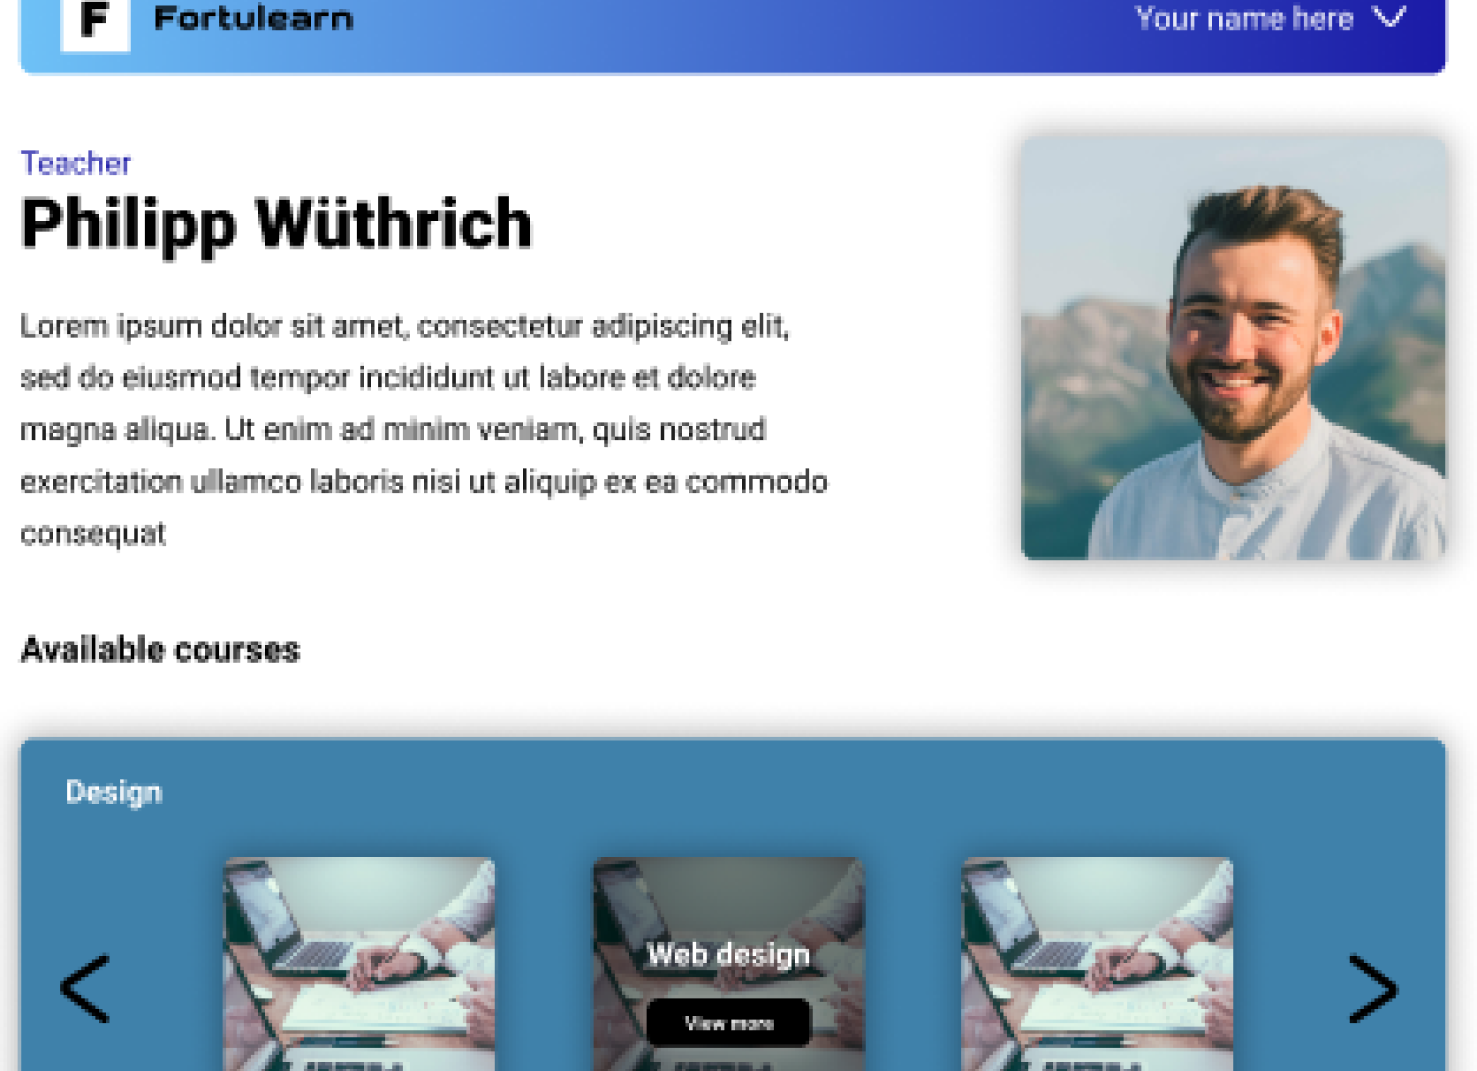 F Fortulearn Your name here
Teacher
Philipp Wüthrich
Lorem ipsum dolor sit amet, consectetur adipiscing elit,
sed do eiusmod tempor incididunt ut labore et dolore
magna aliqua. Ut enim ad minim veniam, quis nostrud
exercitation ullamco laboris nisi ut aliquip ex ea commodo
consequat
Available courses
Design
Web design
View more